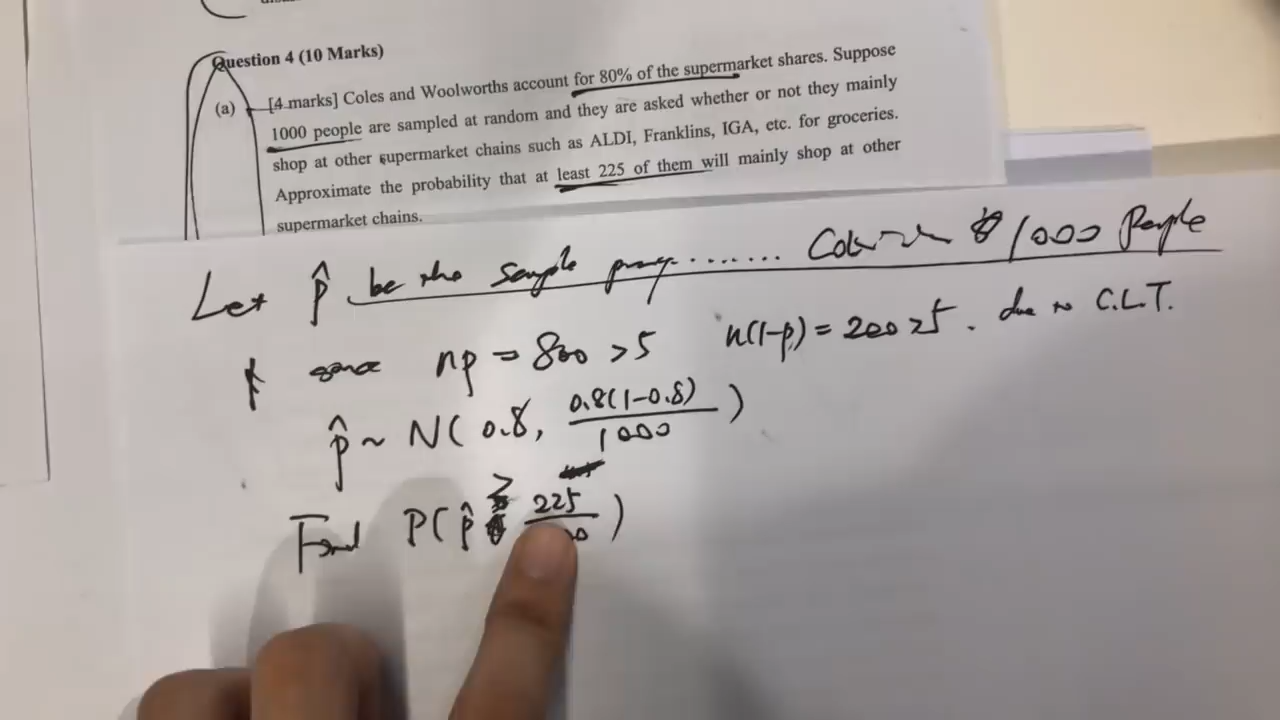 Question 4 (10 Marks)
(a) [4 marks] Coles and Woolworths account for 80% of the supermarket shares. Suppose
1000 people are sampled at random and they are asked whether or not they mainly
shop at other supermarket chains such as ALDI, Franklins, IGA, etc. for groceries.
Approximate the probability that at least 225 of them will mainly shop at other
supermarket chains.
Let p̂ be the sample ........ 1000 People
since np = 800 > 5 n(1-p) = 200 > 5. due to C.L.T.
p̂ ~ N( 0.8, 0.8(1-0.8) / 1000 )
Find P( p̂ ≥ 225 / )